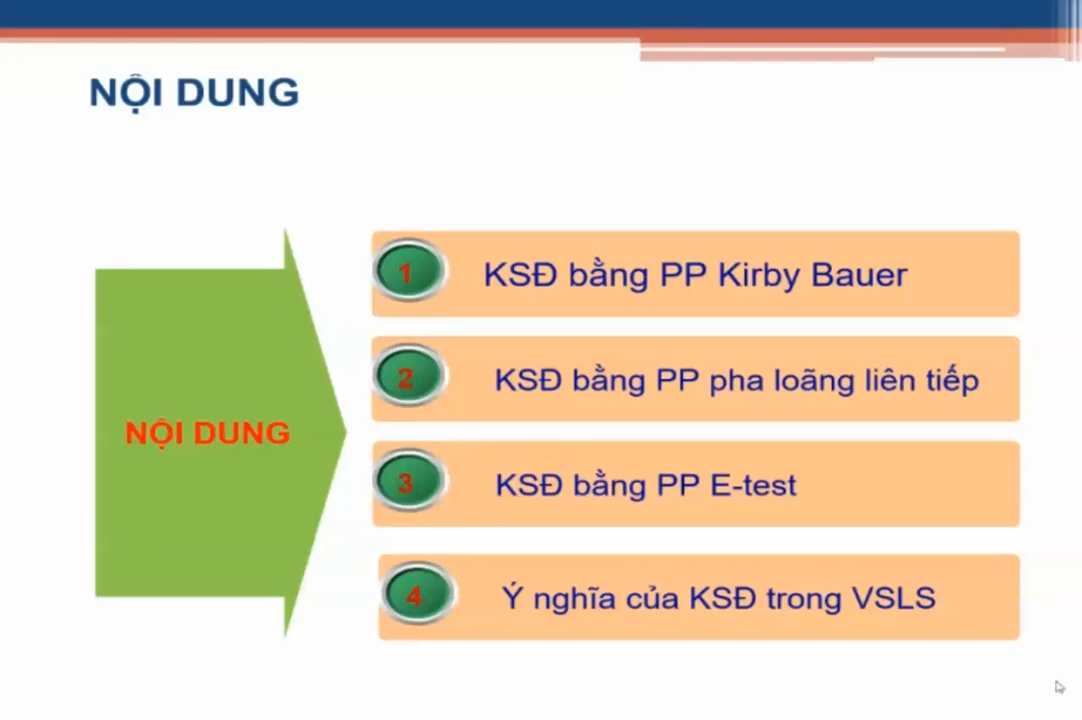 NỘI DUNG
NỘI DUNG
1
KSĐ bằng PP Kirby Bauer
2
KSĐ bằng PP pha loãng liên tiếp
3
KSĐ bằng PP E-test
4
Ý nghĩa của KSĐ trong VSLS